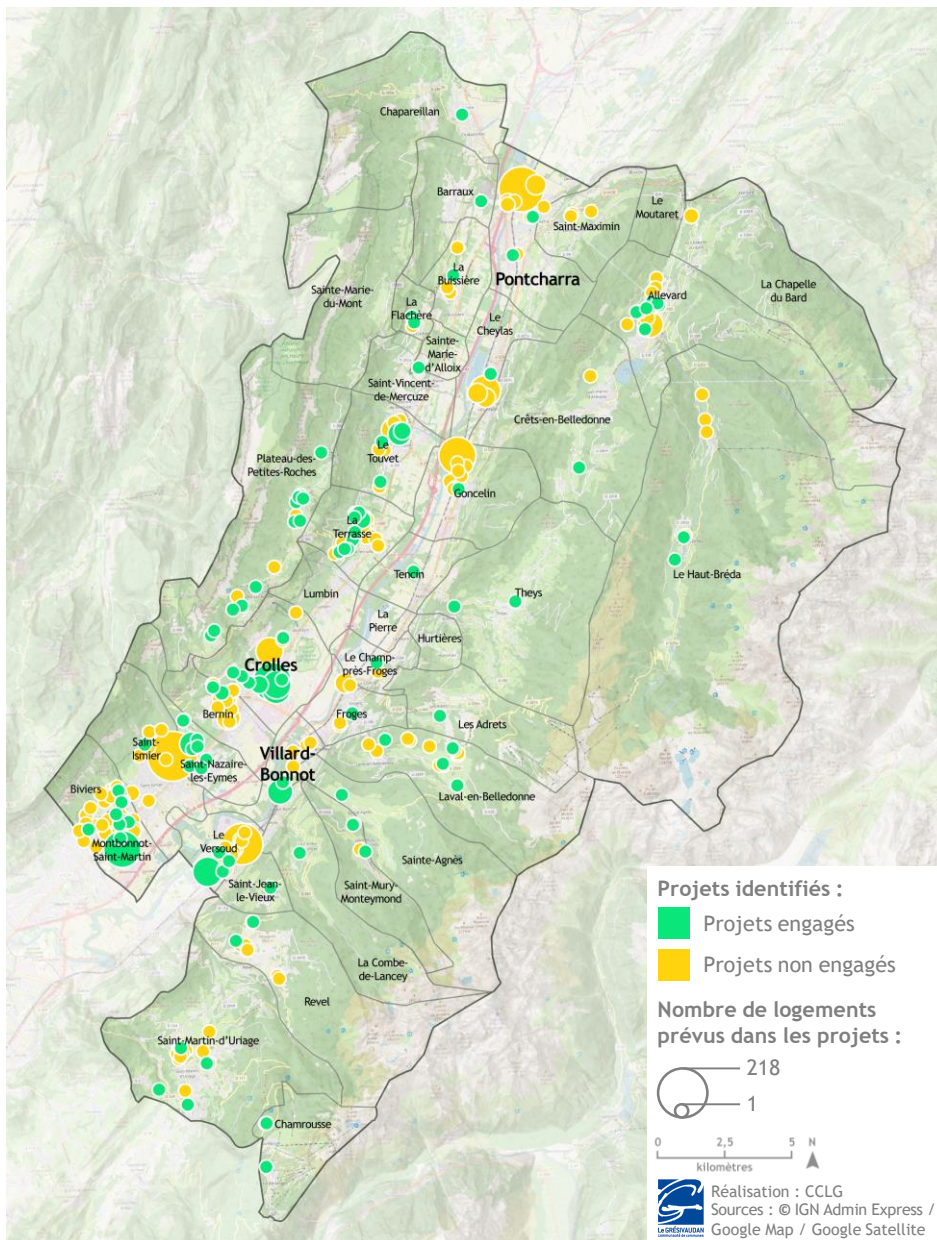 Chapareillan
Barraux
Le
Moutaret
Saint-Maximin
La
Buissière
Pontcharra
La Chapelle
du Bard
Sainte-Marie-
du-Mont
Allevard
La
Flachère
Le
Cheylas
Sainte-
Marie-
d'Alloix
Saint-Vincent-
de-Mercuze
Crêts-en-Belledonne
Le
Touvet
Plateau-des-
Petites-Roches
Goncelin
La
Terrasse
Tencin
Le Haut-Bréda
Lumbin
Theys
La
Pierre
Hurtières
Crolles
Le Champ-
près-Froges
Bernin
Froges
Les Adrets
Saint-
Ismier
Villard-
Bonnot
Saint-Nazaire-
les-Eymes
Biviers
Laval-en-Belledonne
Le
Versoud
Montbonnot-
Saint-Martin
Sainte-Agnès
Saint-Jean-
le-Vieux
Saint-Mury-
Monteymond
La Combe-
de-Lancey
Revel
Saint-Martin-d'Uriage
Chamrousse
Projets identifiés :
Projets engagés
Projets non engagés
Nombre de logements
prévus dans les projets :
218
1
0 2,5 5 N
kilomètres
Le GRÉSIVAUDAN
communauté de communes
Réalisation : CCLG
Sources : © IGN Admin Express /
Google Map / Google Satellite